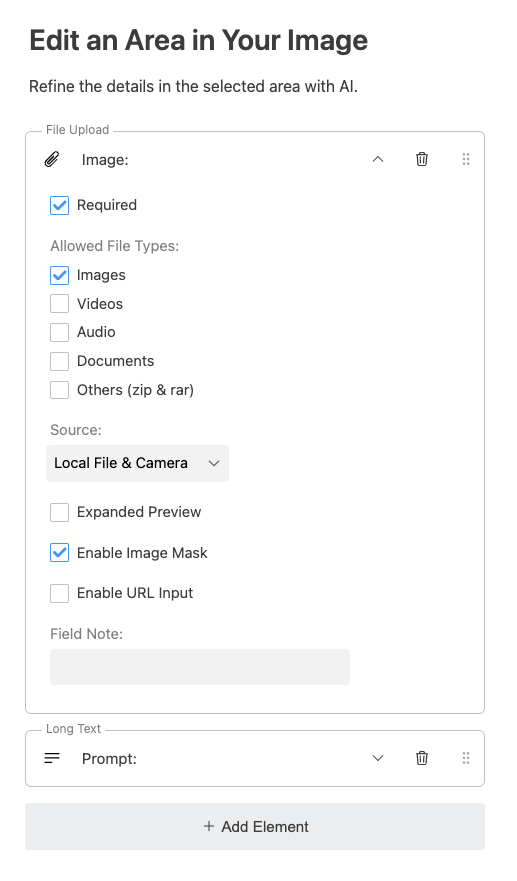 Edit an Area in Your Image
Refine the details in the selected area with AI.
File Upload
Image:
Required
Allowed File Types:
Images
Videos
Audio
Documents
Others (zip & rar)
Source:
Local File & Camera
Expanded Preview
Enable Image Mask
Enable URL Input
Field Note:
Long Text
Prompt:
+ Add Element